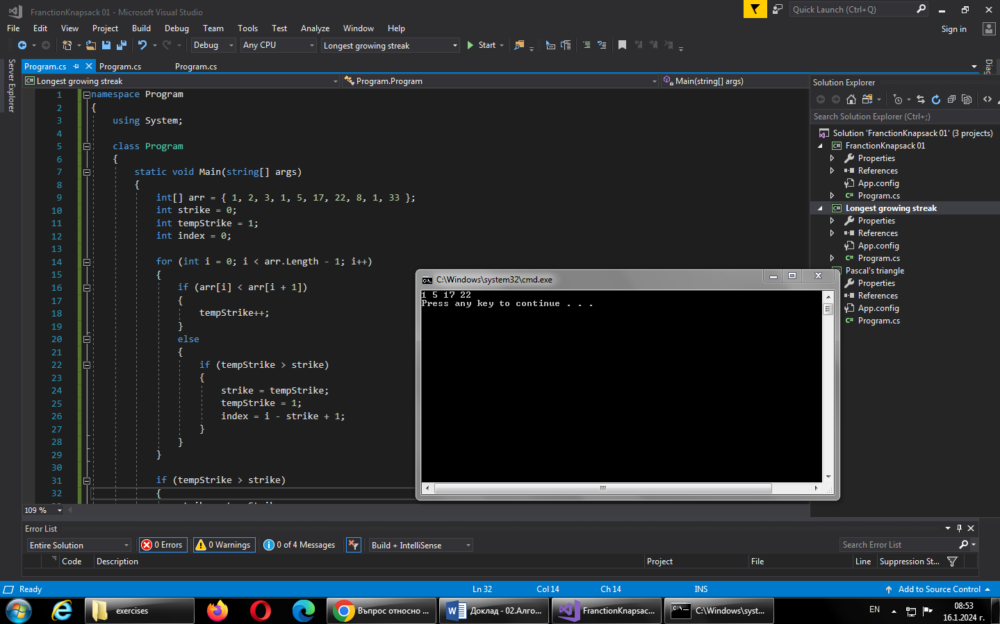 FranctionKnapsack 01 - Microsoft Visual Studio
Quick Launch (Ctrl+Q)
File Edit View Project Build Debug Team Tools Test Analyze Window Help
Sign in
Debug Any CPU Longest growing streak Start
Server Explorer
Program.cs Program.cs Program.cs
Diag
Longest growing streak Program.Program Main(string[] args)
1 namespace Program
2 {
3 using System;
4
5 class Program
6 {
7 static void Main(string[] args)
8 {
9 int[] arr = { 1, 2, 3, 1, 5, 17, 22, 8, 1, 33 };
10 int strike = 0;
11 int tempStrike = 1;
12 int index = 0;
13
14 for (int i = 0; i < arr.Length - 1; i++)
15 {
16 if (arr[i] < arr[i + 1])
17 {
18 tempStrike++;
19 }
20 else
21 {
22 if (tempStrike > strike)
23 {
24 strike = tempStrike;
25 tempStrike = 1;
26 index = i - strike + 1;
27 }
28 }
29 }
30
31 if (tempStrike > strike)
32 {
109 %
Solution Explorer
Search Solution Explorer (Ctrl+;)
Solution 'FranctionKnapsack 01' (3 projects)
FranctionKnapsack 01
Properties
References
App.config
C# Program.cs
Longest growing streak
Properties
References
App.config
C# Program.cs
Pascal's triangle
Properties
References
App.config
C# Program.cs
C:\Windows\system32\cmd.exe
1 5 17 22
Press any key to continue . . .
Error List
Entire Solution 0 Errors 0 Warnings 0 of 4 Messages Build + IntelliSense
Search Error List
Code Description Project File Line Suppression St...
Ready Ln 32 Col 14 Ch 14 INS Add to Source Control
exercises Въпрос относно ... Доклад - 02.Алго... FranctionKnapsac... C:\Windows\syst...
EN
08:53
16.1.2024 г.